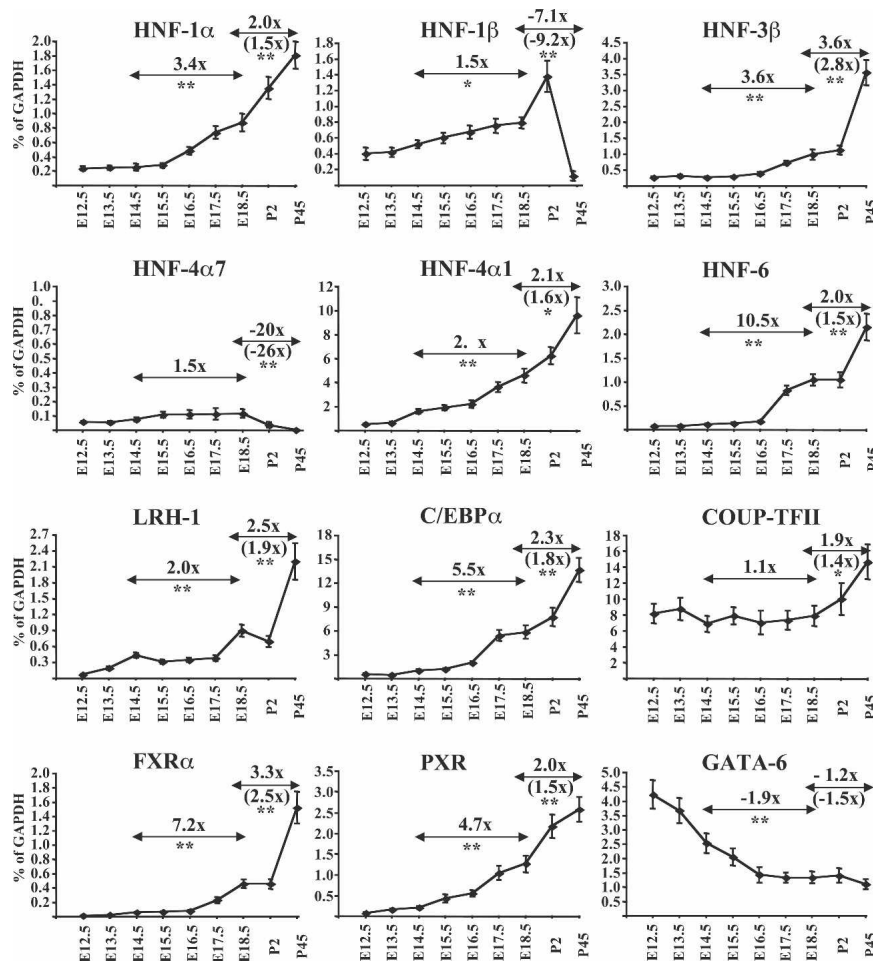 HNF-1α
2.0x
(1.5x)
**
3.4x
**
% of GAPDH
2.0
1.8
1.6
1.4
1.2
1.0
0.8
0.6
0.4
0.2
E12.5
E13.5
E14.5
E15.5
E16.5
E17.5
E18.5
P2
P45
HNF-1β
-7.1x
(-9.2x)
**
1.5x
*
1.8
1.6
1.4
1.2
1.0
0.8
0.6
0.4
0.2
E12.5
E13.5
E14.5
E15.5
E16.5
E17.5
E18.5
P2
P45
HNF-3β
3.6x
(2.8x)
**
3.6x
**
4.5
4.0
3.5
3.0
2.5
2.0
1.5
1.0
0.5
E12.5
E13.5
E14.5
E15.5
E16.5
E17.5
E18.5
P2
P45
HNF-4α7
-20x
(-26x)
**
1.5x
% of GAPDH
1.0
0.
0.8
0.7
0.6
0.5
0.4
0.3
0.2
0.1
E12.5
E13.5
E14.5
E15.5
E16.5
E17.5
E18.5
P2
P45
HNF-4α1
2.1x
(1.6x)
*
2. x
**
12
10
8
6
4
2
E12.5
E13.5
E14.5
E15.5
E16.5
E17.5
E18.5
P2
P45
HNF-6
2.0x
(1.5x)
**
10.5x
**
3.0
2.5
2.0
1.5
1.0
0.5
E12.5
E13.5
E14.5
E15.5
E16.5
E17.5
E18.5
P2
P45
LRH-1
2.5x
(1.9x)
**
2.0x
**
% of GAPDH
2.7
2.4
2.1
1.8
1.5
1.2
0.9
0.6
0.3
E12.5
E13.5
E14.5
E15.5
E16.5
E17.5
E18.5
P2
P45
C/EBPα
2.3x
(1.8x)
**
5.5x
**
18
15
12
9
6
3
E12.5
E13.5
E14.5
E15.5
E16.5
E17.5
E18.5
P2
P45
COUP-TFII
1.9x
(1.4x)
*
1.1x
18
16
14
12
10
8
6
4
2
E12.5
E13.5
E14.5
E15.5
E16.5
E17.5
E18.5
P2
P45
FXRα
3.3x
(2.5x)
**
7.2x
**
% of GAPDH
2.0
1.8
1.6
1.4
1.2
1.0
0.8
0.6
0.4
0.2
E12.5
E13.5
E14.5
E15.5
E16.5
E17.5
E18.5
P2
P45
PXR
2.0x
(1.5x)
**
4.7x
**
3.5
3.0
2.5
2.0
1.5
1.0
0.5
E12.5
E13.5
E14.5
E15.5
E16.5
E17.5
E18.5
P2
P45
GATA-6
- 1.2x
(-1.5x)
-1.9x
**
5.0
4.5
4.0
3.5
3.0
2.5
2.0
1.5
1.0
0.5
E12.5
E13.5
E14.5
E15.5
E16.5
E17.5
E18.5
P2
P45